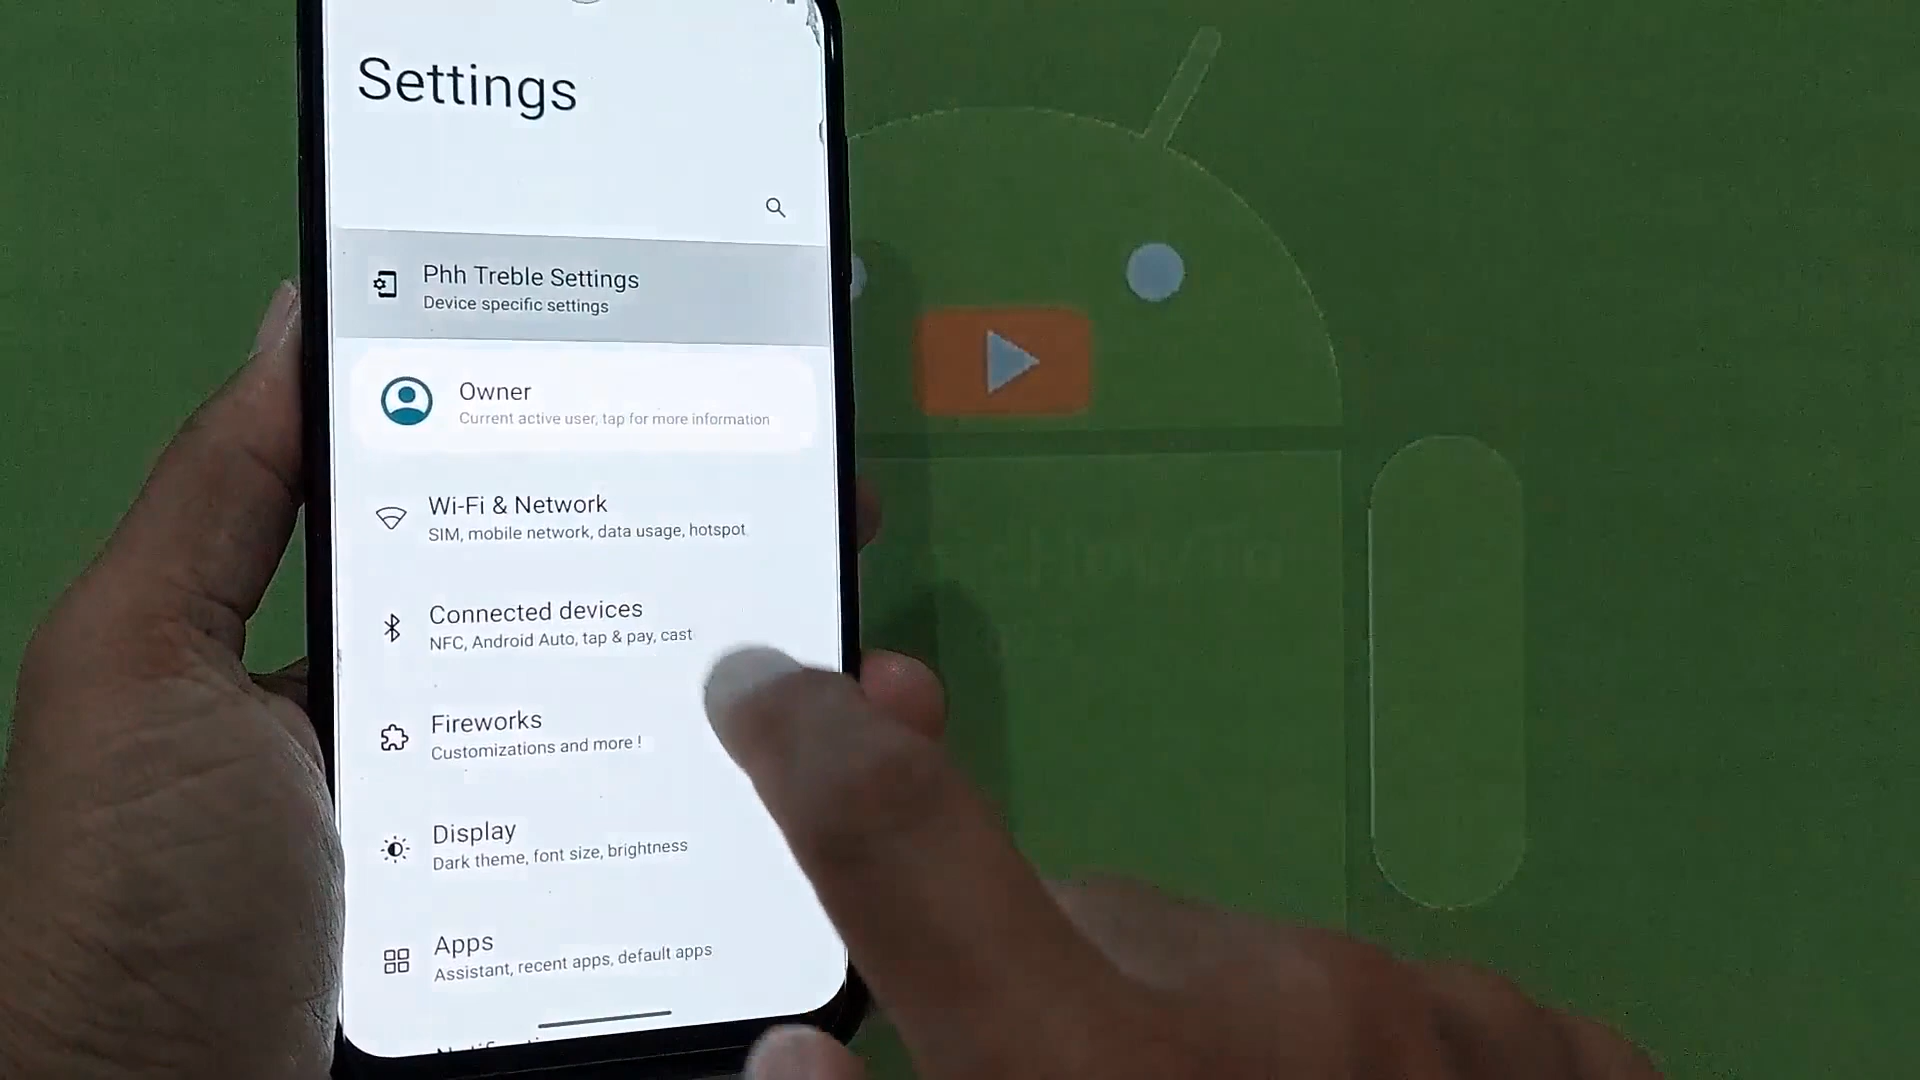 Settings
Phh Treble Settings
Device specific settings
Owner
Current active user, tap for more information
Wi-Fi & Network
SIM, mobile network, data usage, hotspot
Connected devices
NFC, Android Auto, tap & pay, cast
Fireworks
Customizations and more !
Display
Dark theme, font size, brightness
Apps
Assistant, recent apps, default apps